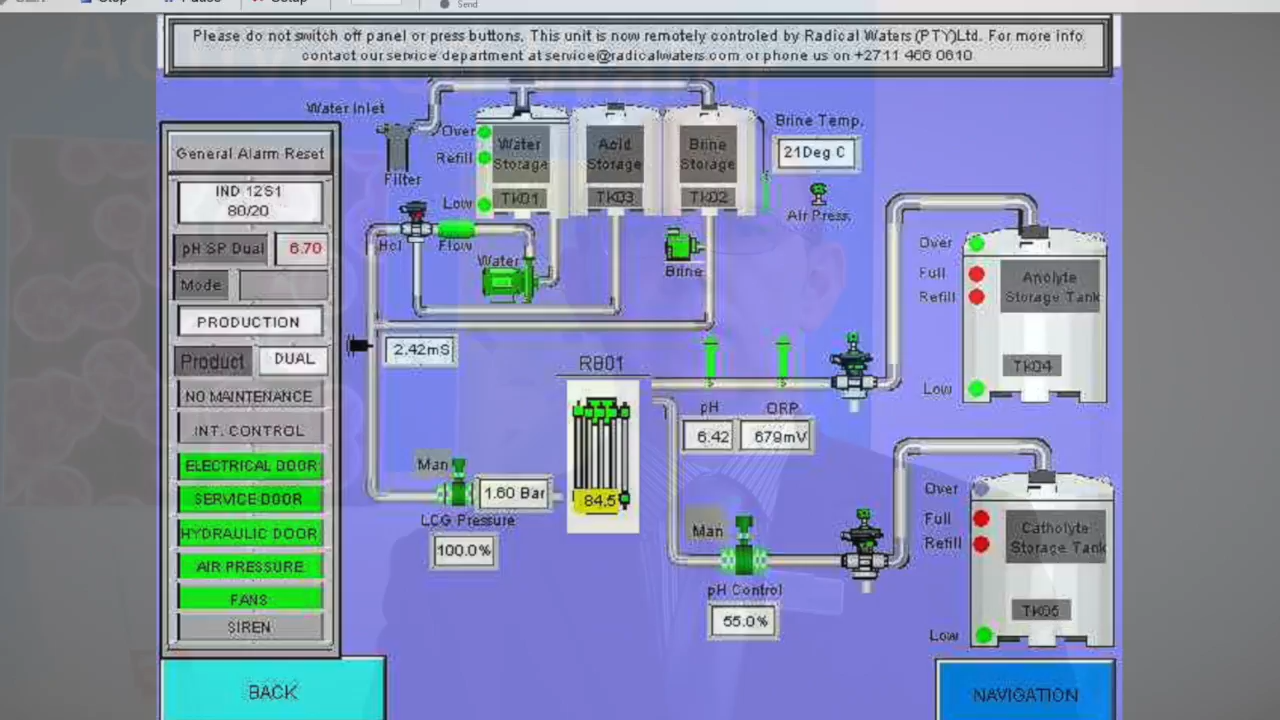 Stop
Pause
Setup
Send
Please do not switch off panel or press buttons. This unit is now remotely controled by Radical Waters (PTY)Ltd. For more info
contact our service department at service@radicalwaters.com or phone us on +2711 466 0610
Water Inlet
Filter
Over
Refill
Low
Water
Storage
TK01
Acid
Storage
TK03
Brine
Storage
TK02
Brine Temp.
21Deg C
Air Press.
General Alarm Reset
IND 12S1
80/20
pH SP Dual
6.70
Mode
PRODUCTION
Product
DUAL
NO MAINTENANCE
INT. CONTROL
ELECTRICAL DOOR
SERVICE DOOR
HYDRAULIC DOOR
AIR PRESSURE
FANS
SIREN
BACK
Hcl
Flow
Water
Brine
2.42mS
RB01
84.5
Man
1.60 Bar
LCG Pressure
100.0%
pH
6.42
ORP
679mV
Man
pH Control
55.0%
Over
Full
Refill
Low
Anolyte
Storage Tank
TK04
Over
Full
Refill
Low
Catholyte
Storage Tank
TK05
NAVIGATION